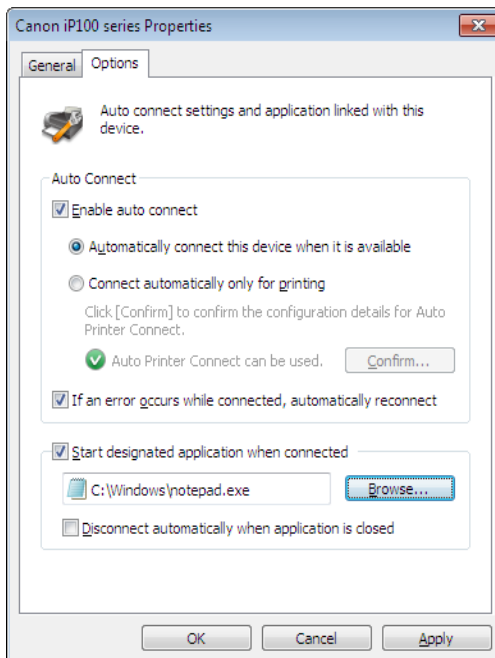 Canon iP100 series Properties
General
Options
Auto connect settings and application linked with this
device.
Auto Connect
Enable auto connect
Automatically connect this device when it is available
Connect automatically only for printing
Click [Confirm] to confirm the configuration details for Auto
Printer Connect.
Auto Printer Connect can be used.
Confirm...
If an error occurs while connected, automatically reconnect
Start designated application when connected
C:\Windows\notepad.exe
Browse...
Disconnect automatically when application is closed
OK
Cancel
Apply